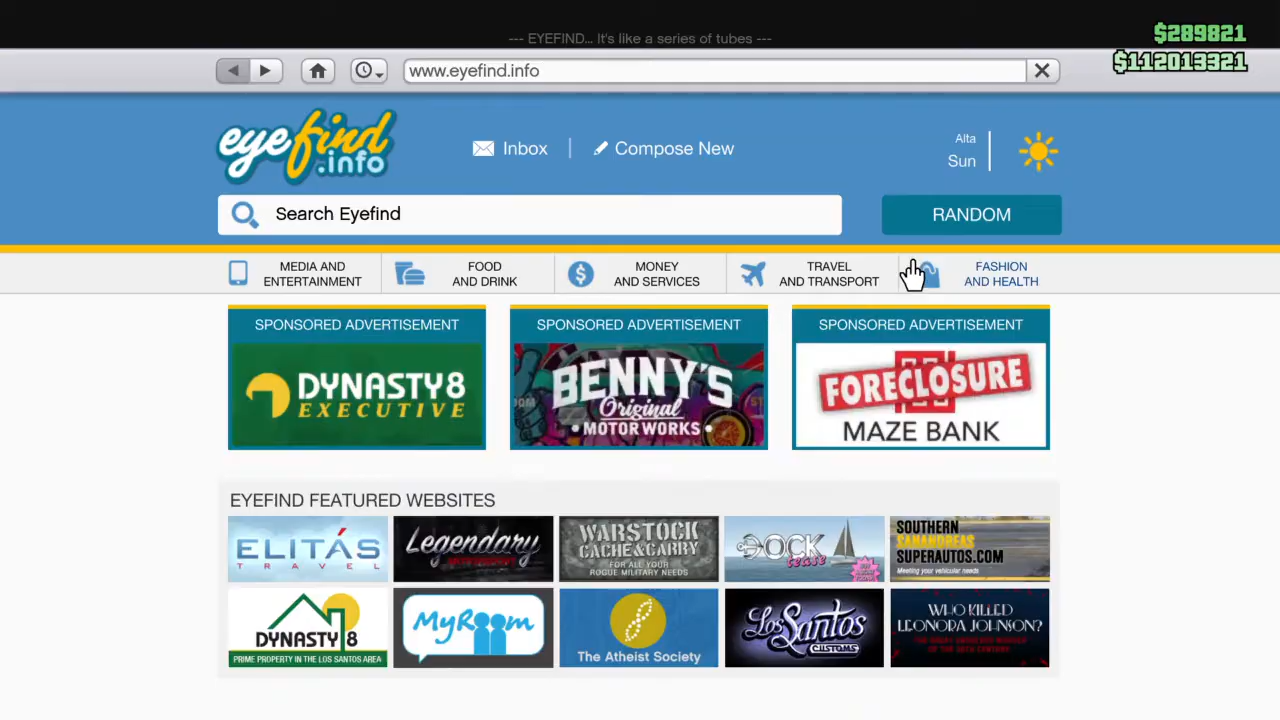 --- EYEFIND... It's like a series of tubes ---
$289821
$112013321
www.eyefind.info
eyefind
.info
Inbox
Compose New
Alta
Sun
Search Eyefind
RANDOM
MEDIA AND
ENTERTAINMENT
FOOD
AND DRINK
MONEY
AND SERVICES
TRAVEL
AND TRANSPORT
FASHION
AND HEALTH
SPONSORED ADVERTISEMENT
DYNASTY8
EXECUTIVE
SPONSORED ADVERTISEMENT
BENNY'S
Original
MOTOR WORKS
SPONSORED ADVERTISEMENT
FORECLOSURE
MAZE BANK
EYEFIND FEATURED WEBSITES
ELITÁS
TRAVEL
Legendary
WARSTOCK
CACHE&CARRY
FOR ALL YOUR
ROGUE MILITARY NEEDS
DOCK
tease
SOUTHERN
SANANDREAS
SUPERAUTOS.COM
Meeting your vehicular needs
DYNASTY 8
PRIME PROPERTY IN THE LOS SANTOS AREA
MyRoom
The Atheist Society
Los Santos
CUSTOMS
WHO KILLED
LEONORA JOHNSON?